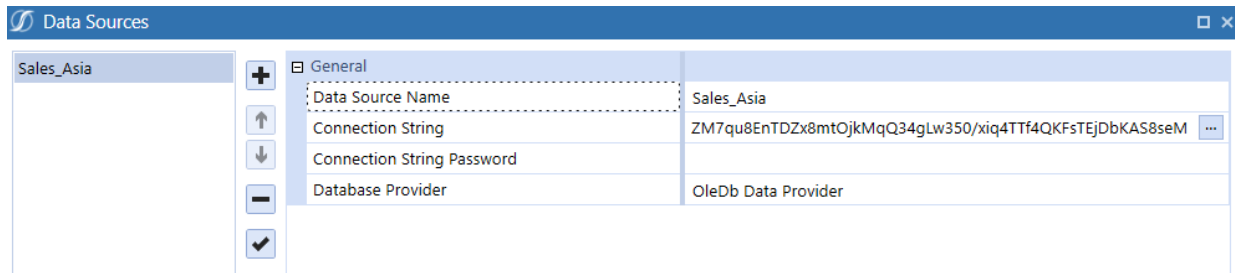 Data Sources
Sales_Asia
General
Data Source Name Sales_Asia
Connection String ZM7qu8EnTDZx8mtOjkMqQ34gLw350/xiq4TTf4QKFsTEjDbKAS8seM ...
Connection String Password
Database Provider OleDb Data Provider